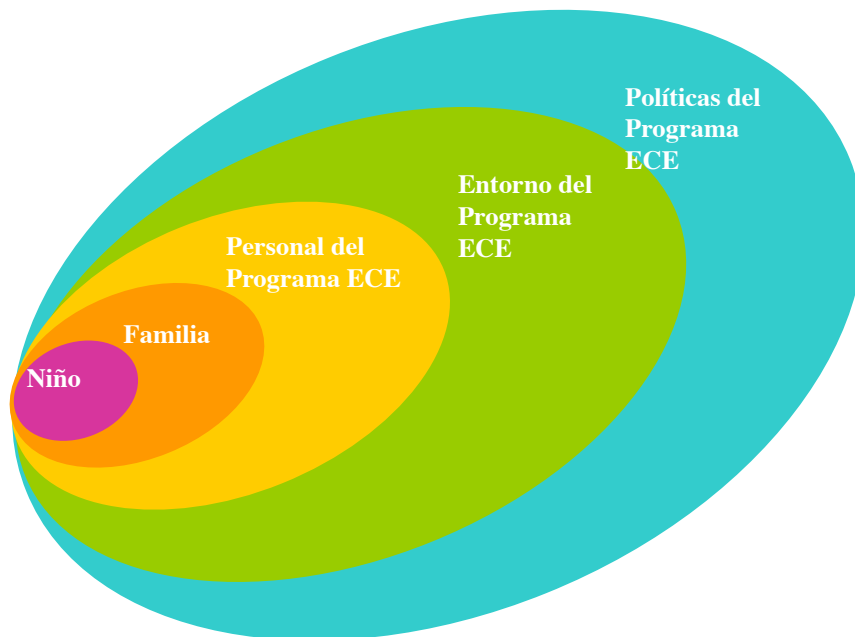 Políticas del
Programa
ECE
Entorno del
Programa
ECE
Personal del
Programa ECE
Familia
Niño